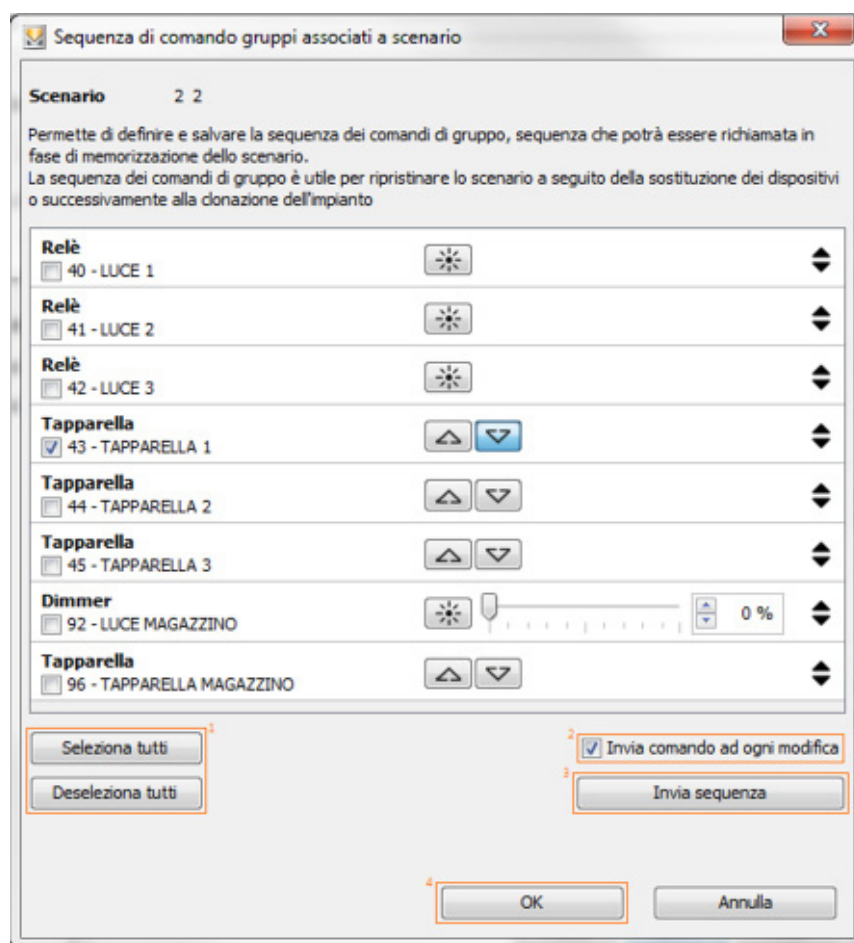 Sequenza di comando gruppi associati a scenario
Scenario 2 2
Permette di definire e salvare la sequenza dei comandi di gruppo, sequenza che potrà essere richiamata in
fase di memorizzazione dello scenario.
La sequenza dei comandi di gruppo è utile per ripristinare lo scenario a seguito della sostituzione dei dispositivi
o successivamente alla clonazione dell'impianto
Relè
40 - LUCE 1
Relè
41 - LUCE 2
Relè
42 - LUCE 3
Tapparella
43 - TAPPARELLA 1
Tapparella
44 - TAPPARELLA 2
Tapparella
45 - TAPPARELLA 3
Dimmer
92 - LUCE MAGAZZINO
0 %
Tapparella
96 - TAPPARELLA MAGAZZINO
1
Seleziona tutti
2
Invia comando ad ogni modifica
Deseleziona tutti
3
Invia sequenza
4
OK
Annulla